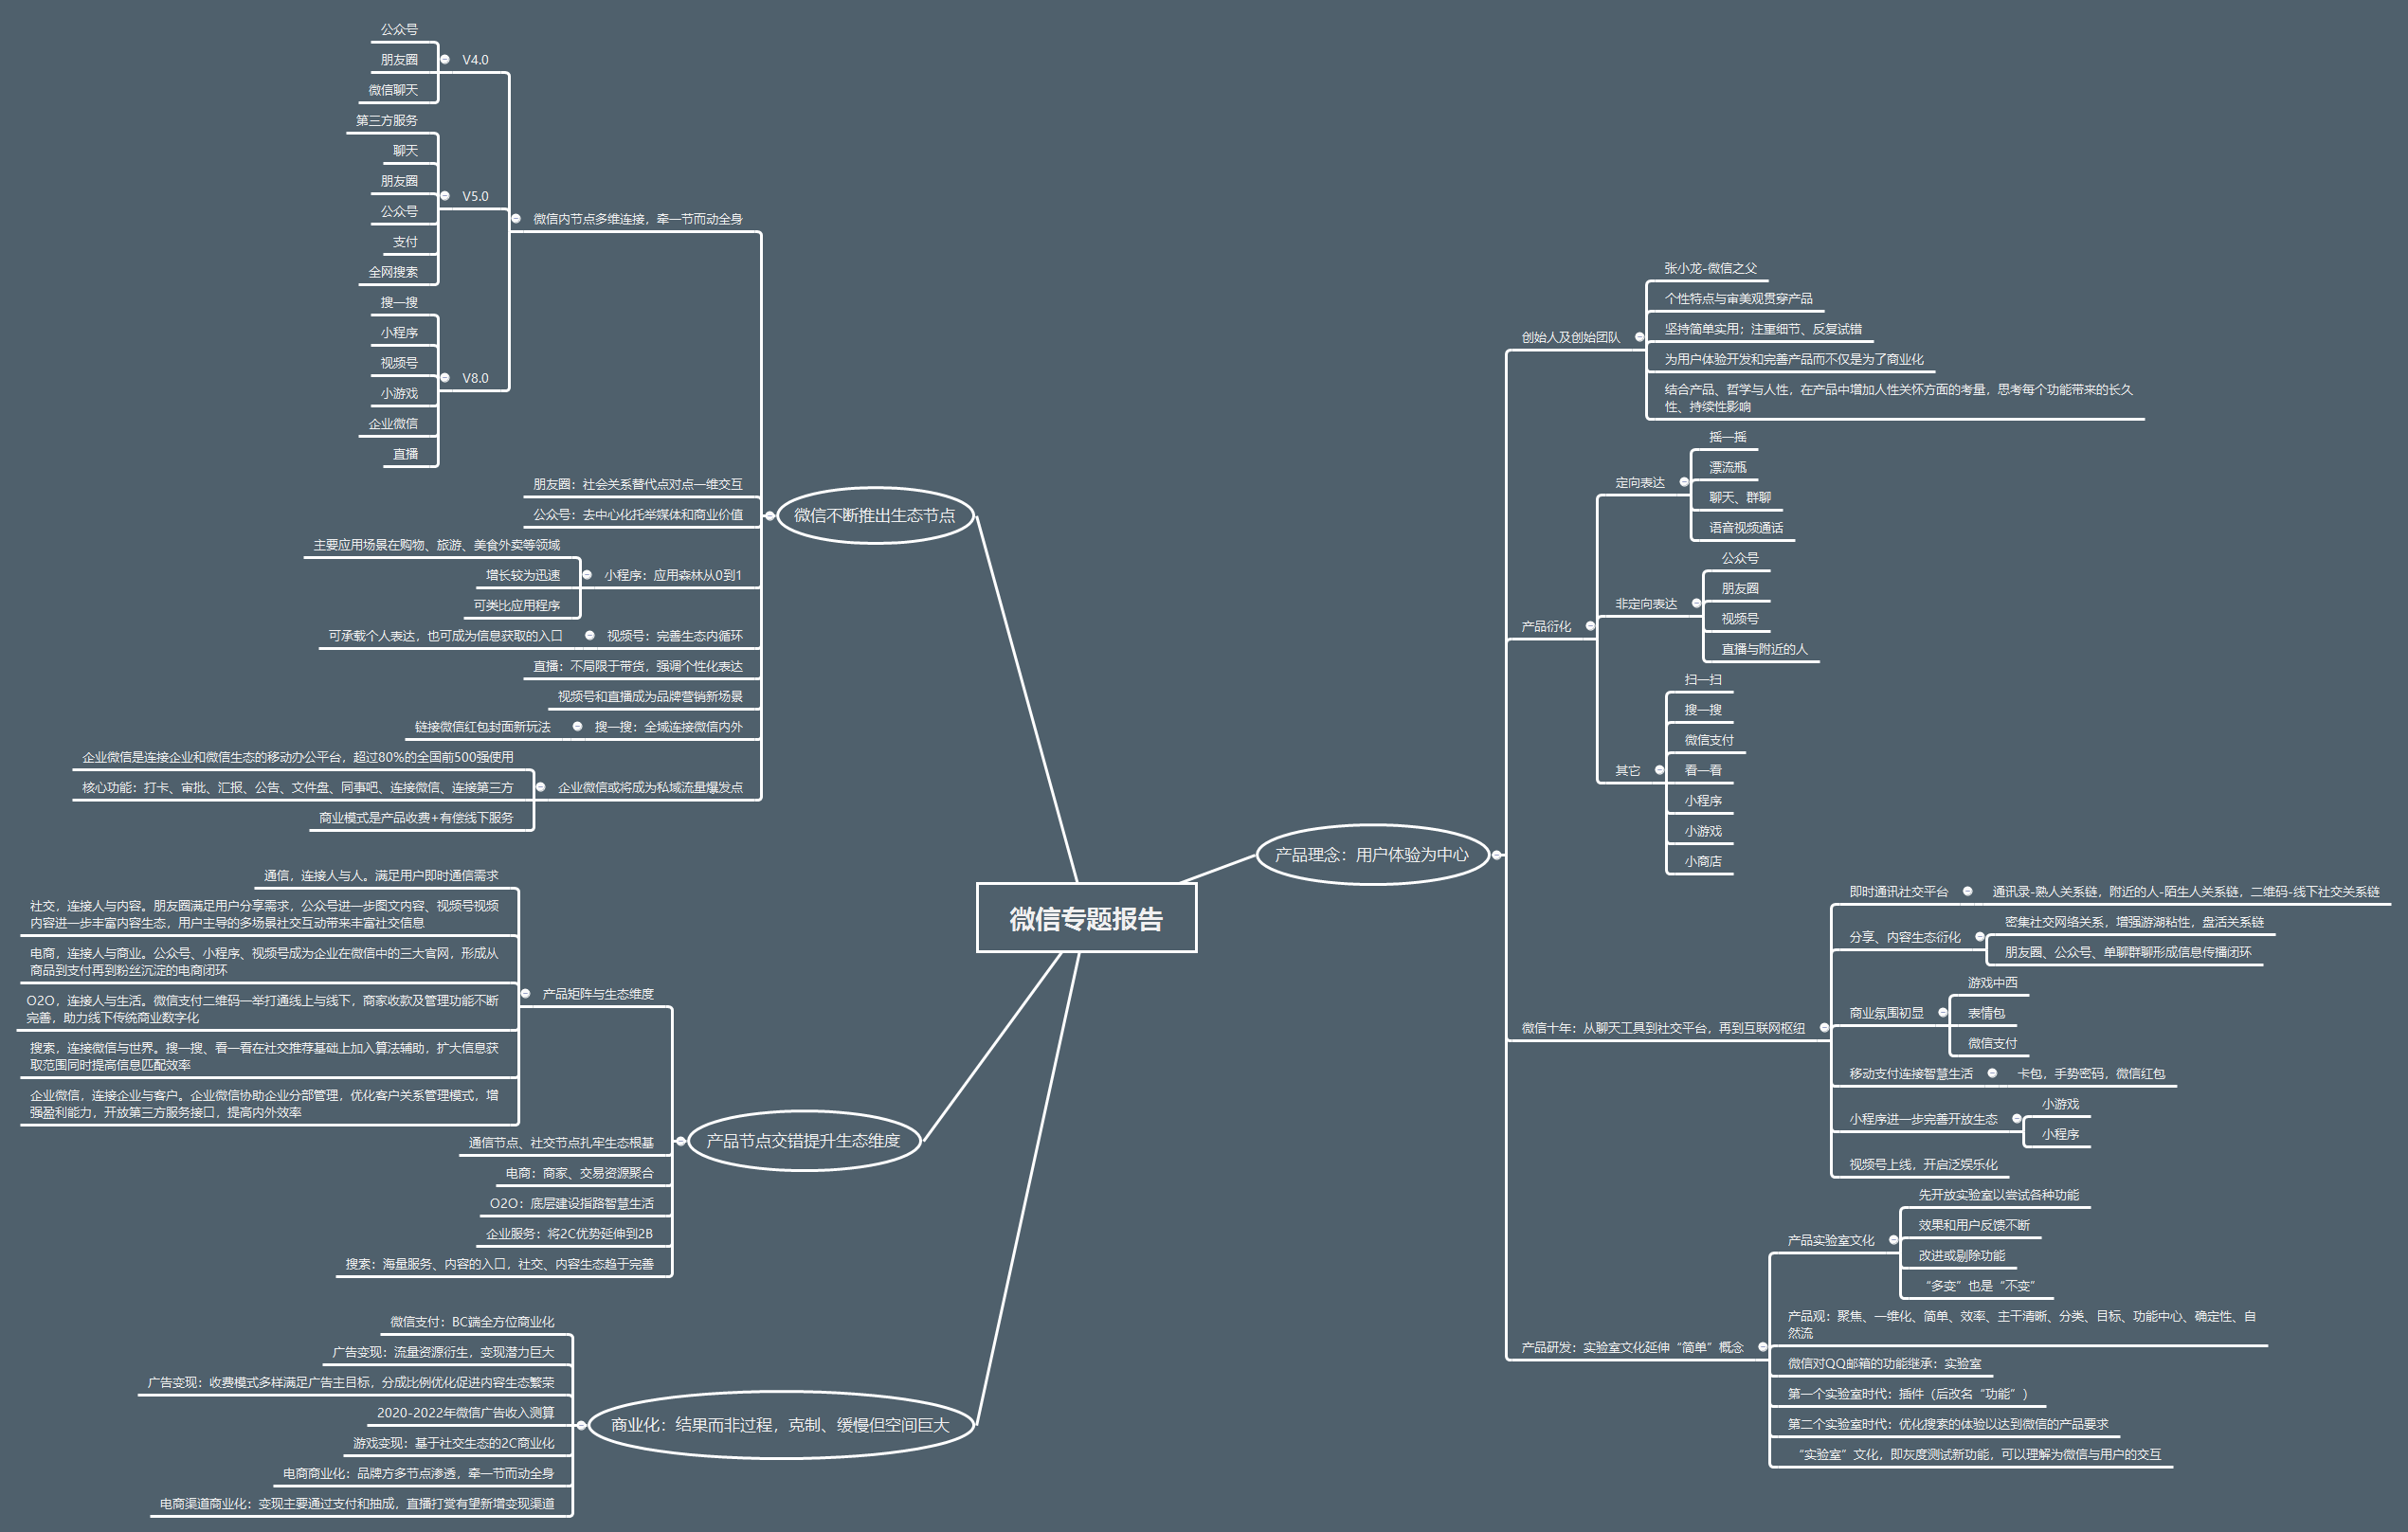 微信专题报告
产品理念：用户体验为中心
创始人及创始团队
张小龙-微信之父
个性特点与审美观贯穿产品
坚持简单实用；注重细节、反复试错
为用户体验开发和完善产品而不仅是为了商业化
结合产品、哲学与人性，在产品中增加人性关怀方面的考量，思考每个功能带来的长久
性、持续性影响
产品衍化
定向表达
摇一摇
漂流瓶
聊天、群聊
语音视频通话
非定向表达
公众号
朋友圈
视频号
直播与附近的人
其它
扫一扫
搜一搜
微信支付
看一看
小程序
小游戏
小商店
微信十年：从聊天工具到社交平台，再到互联网枢纽
即时通讯社交平台
通讯录-熟人关系链，附近的人-陌生人关系链，二维码-线下社交关系链
分享、内容生态衍化
密集社交网络关系，增强游湖粘性，盘活关系链
朋友圈、公众号、单聊群聊形成信息传播闭环
商业氛围初显
游戏中西
表情包
微信支付
移动支付连接智慧生活
卡包，手势密码，微信红包
小程序进一步完善开放生态
小游戏
小程序
视频号上线，开启泛娱乐化
产品研发：实验室文化延伸“简单”概念
产品实验室文化
先开放实验室以尝试各种功能
效果和用户反馈不断
改进或剔除功能
“多变”也是“不变”
产品观：聚焦、一维化、简单、效率、主干清晰、分类、目标、功能中心、确定性、自
然流
微信对QQ邮箱的功能继承：实验室
第一个实验室时代：插件（后改名“功能”）
第二个实验室时代：优化搜索的体验以达到微信的产品要求
“实验室”文化，即灰度测试新功能，可以理解为微信与用户的交互
微信不断推出生态节点
微信内节点多维连接，牵一节而动全身
V4.0
公众号
朋友圈
微信聊天
V5.0
第三方服务
聊天
朋友圈
公众号
支付
全网搜索
V8.0
搜一搜
小程序
视频号
小游戏
企业微信
直播
朋友圈：社会关系替代点对点一维交互
公众号：去中心化托举媒体和商业价值
小程序：应用森林从0到1
主要应用场景在购物、旅游、美食外卖等领域
增长较为迅速
可类比应用程序
视频号：完善生态内循环
可承载个人表达，也可成为信息获取的入口
直播：不局限于带货，强调个性化表达
视频号和直播成为品牌营销新场景
搜一搜：全域连接微信内外
链接微信红包封面新玩法
企业微信或将成为私域流量爆发点
企业微信是连接企业和微信生态的移动办公平台，超过80%的全国前500强使用
核心功能：打卡、审批、汇报、公告、文件盘、同事吧、连接微信、连接第三方
商业模式是产品收费+有偿线下服务
产品节点交错提升生态维度
产品矩阵与生态维度
通信，连接人与人。满足用户即时通信需求
社交，连接人与内容。朋友圈满足用户分享需求，公众号进一步图文内容、视频号视频
内容进一步丰富内容生态，用户主导的多场景社交互动带来丰富社交信息
电商，连接人与商业。公众号、小程序、视频号成为企业在微信中的三大官网，形成从
商品到支付再到粉丝沉淀的电商闭环
O2O，连接人与生活。微信支付二维码一举打通线上与线下，商家收款及管理功能不断
完善，助力线下传统商业数字化
搜索，连接微信与世界。搜一搜、看一看在社交推荐基础上加入算法辅助，扩大信息获
取范围同时提高信息匹配效率
企业微信，连接企业与客户。企业微信协助企业分部管理，优化客户关系管理模式，增
强盈利能力，开放第三方服务接口，提高内外效率
通信节点、社交节点扎牢生态根基
电商：商家、交易资源聚合
O2O：底层建设指路智慧生活
企业服务：将2C优势延伸到2B
搜索：海量服务、内容的入口，社交、内容生态趋于完善
商业化：结果而非过程，克制、缓慢但空间巨大
微信支付：BC端全方位商业化
广告变现：流量资源衍生，变现潜力巨大
广告变现：收费模式多样满足广告主目标，分成比例优化促进内容生态繁荣
2020-2022年微信广告收入测算
游戏变现：基于社交生态的2C商业化
电商商业化：品牌方多节点渗透，牵一节而动全身
电商渠道商业化：变现主要通过支付和抽成，直播打赏有望新增变现渠道